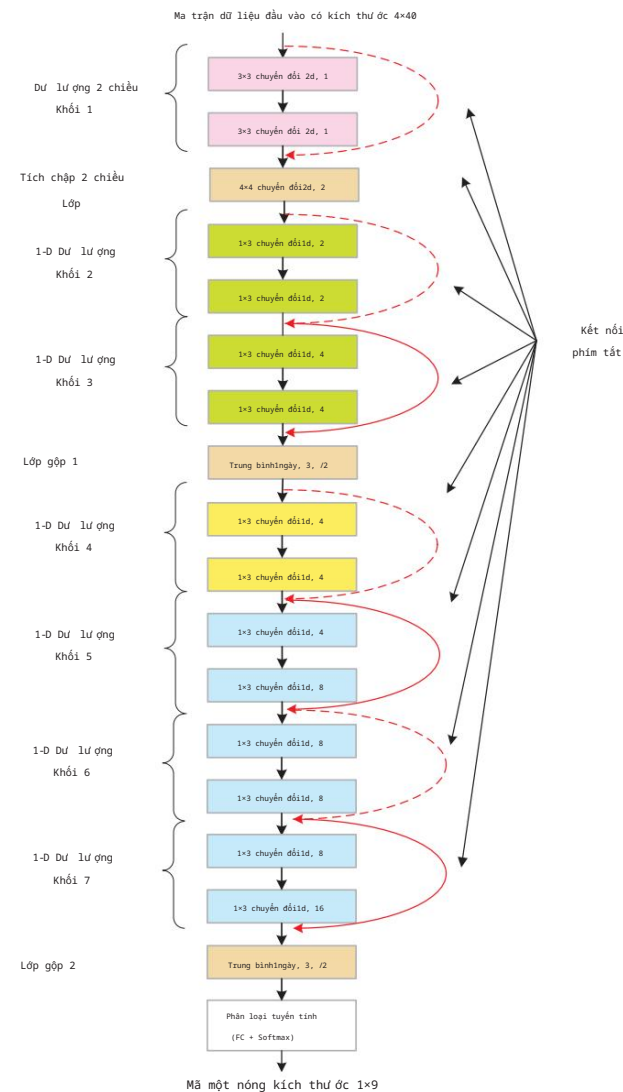 Ma trận dữ liệu đầu vào có kích thước 4×40
3×3 chuyển đổi 2d, 1
Dư lượng 2 chiều
Khối 1
3×3 chuyển đổi 2d, 1
Tích chập 2 chiều
Lớp
4×4 chuyển đổi2d, 2
1×3 chuyển đổi1d, 2
1-D Dư lượng
Khối 2
1×3 chuyển đổi1d, 2
Kết nối
phím tắt
1×3 chuyển đổi1d, 4
1-D Dư lượng
Khối 3
1×3 chuyển đổi1d, 4
Lớp gộp 1
Trung bình1ngày, 3, /2
1×3 chuyển đổi1d, 4
1-D Dư lượng
Khối 4
1×3 chuyển đổi1d, 4
1×3 chuyển đổi1d, 4
1-D Dư lượng
Khối 5
1×3 chuyển đổi1d, 8
1×3 chuyển đổi1d, 8
1-D Dư lượng
Khối 6
1×3 chuyển đổi1d, 8
1×3 chuyển đổi1d, 8
1-D Dư lượng
Khối 7
1×3 chuyển đổi1d, 16
Lớp gộp 2
Trung bình1ngày, 3, /2
Phân loại tuyến tính
(FC + Softmax)
Mã một nóng kích thước 1×9